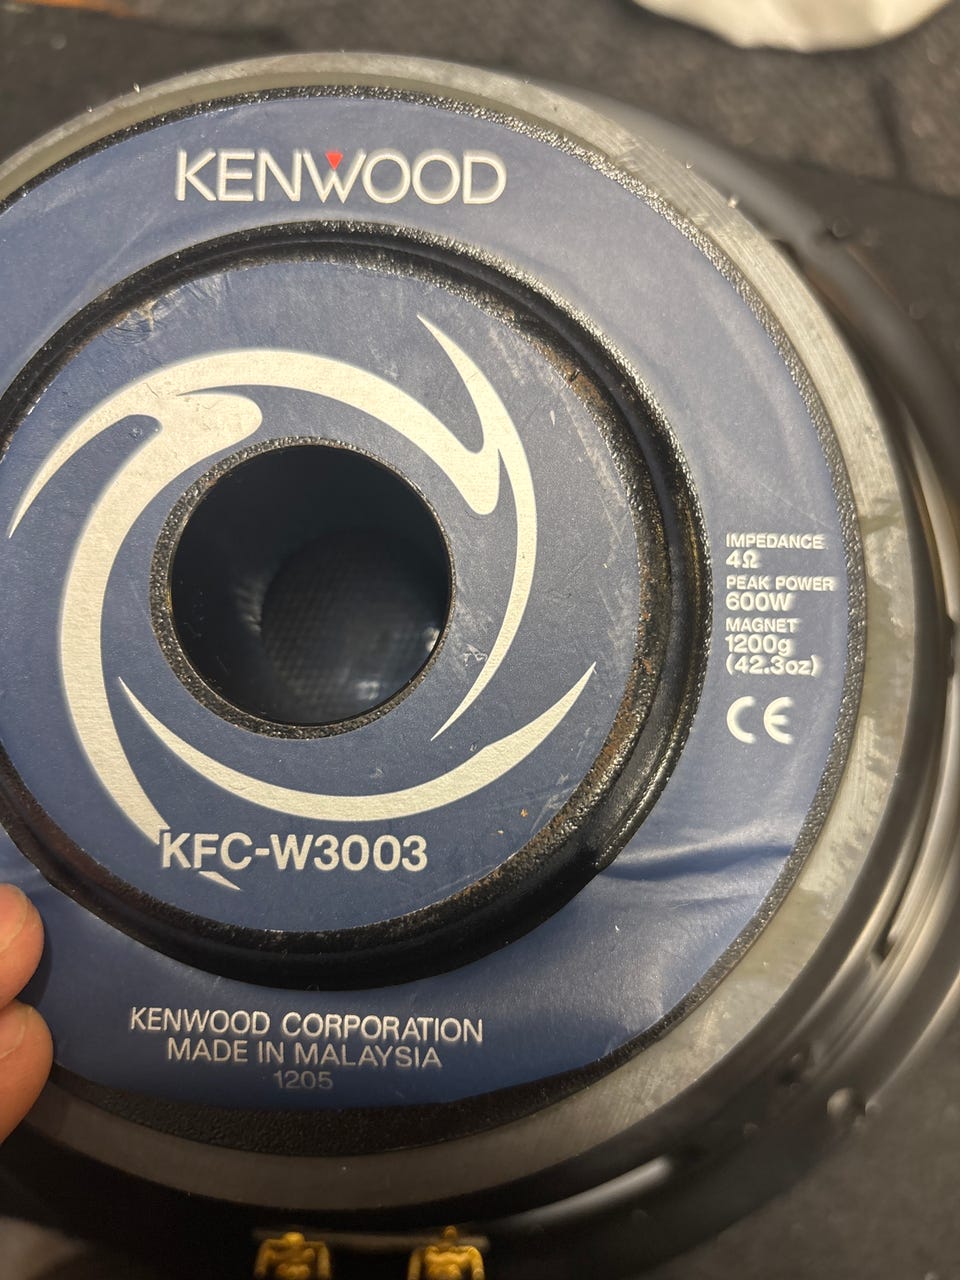 KENWOOD
IMPEDANCE
4Ω
PEAK POWER
600W
MAGNET
1200g
(42.3oz)
CE
KFC-W3003
KENWOOD CORPORATION
MADE IN MALAYSIA
1205